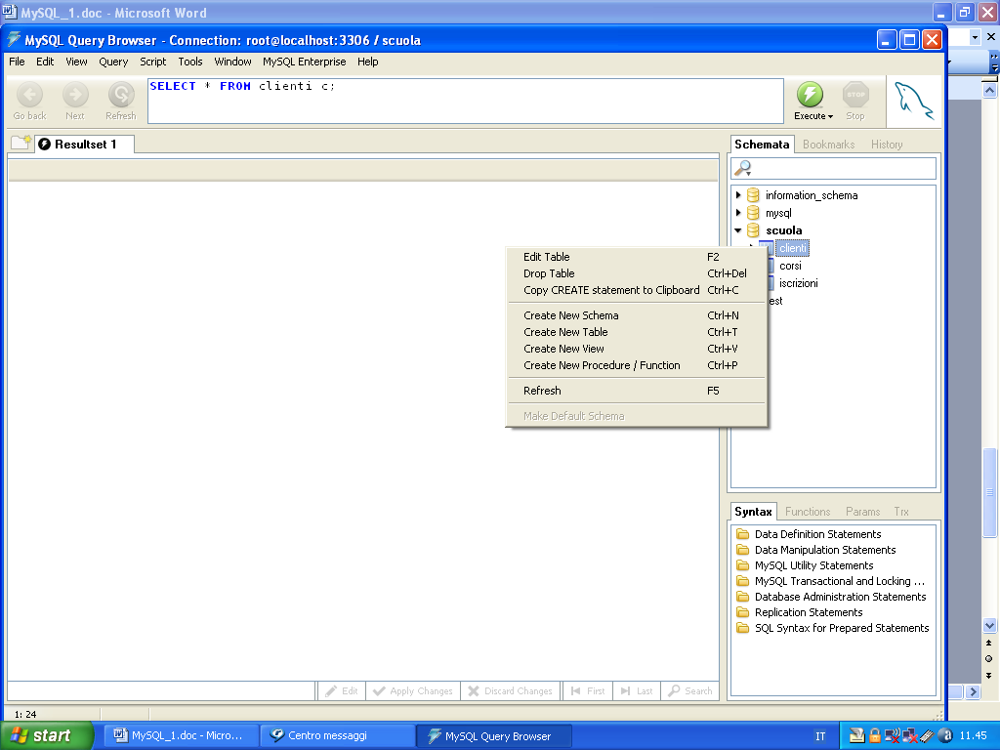 MySQL_1.doc - Microsoft Word
MySQL Query Browser - Connection: root@localhost:3306 / scuola
File Edit View Query Script Tools Window MySQL Enterprise Help
SELECT * FROM clienti c;
Go back Next Refresh Execute Stop
Resultset 1
Schemata Bookmarks History
information_schema
mysql
scuola
clienti
corsi
iscrizioni
est
Edit Table F2
Drop Table Ctrl+Del
Copy CREATE statement to Clipboard Ctrl+C
Create New Schema Ctrl+N
Create New Table Ctrl+T
Create New View Ctrl+V
Create New Procedure / Function Ctrl+P
Refresh F5
Make Default Schema
Syntax Functions Params Trx
Data Definition Statements
Data Manipulation Statements
MySQL Utility Statements
MySQL Transactional and Locking ...
Database Administration Statements
Replication Statements
SQL Syntax for Prepared Statements
Edit Apply Changes Discard Changes First Last Search
1: 24
start MySQL_1.doc - Micro... Centro messaggi MySQL Query Browser IT 11.45